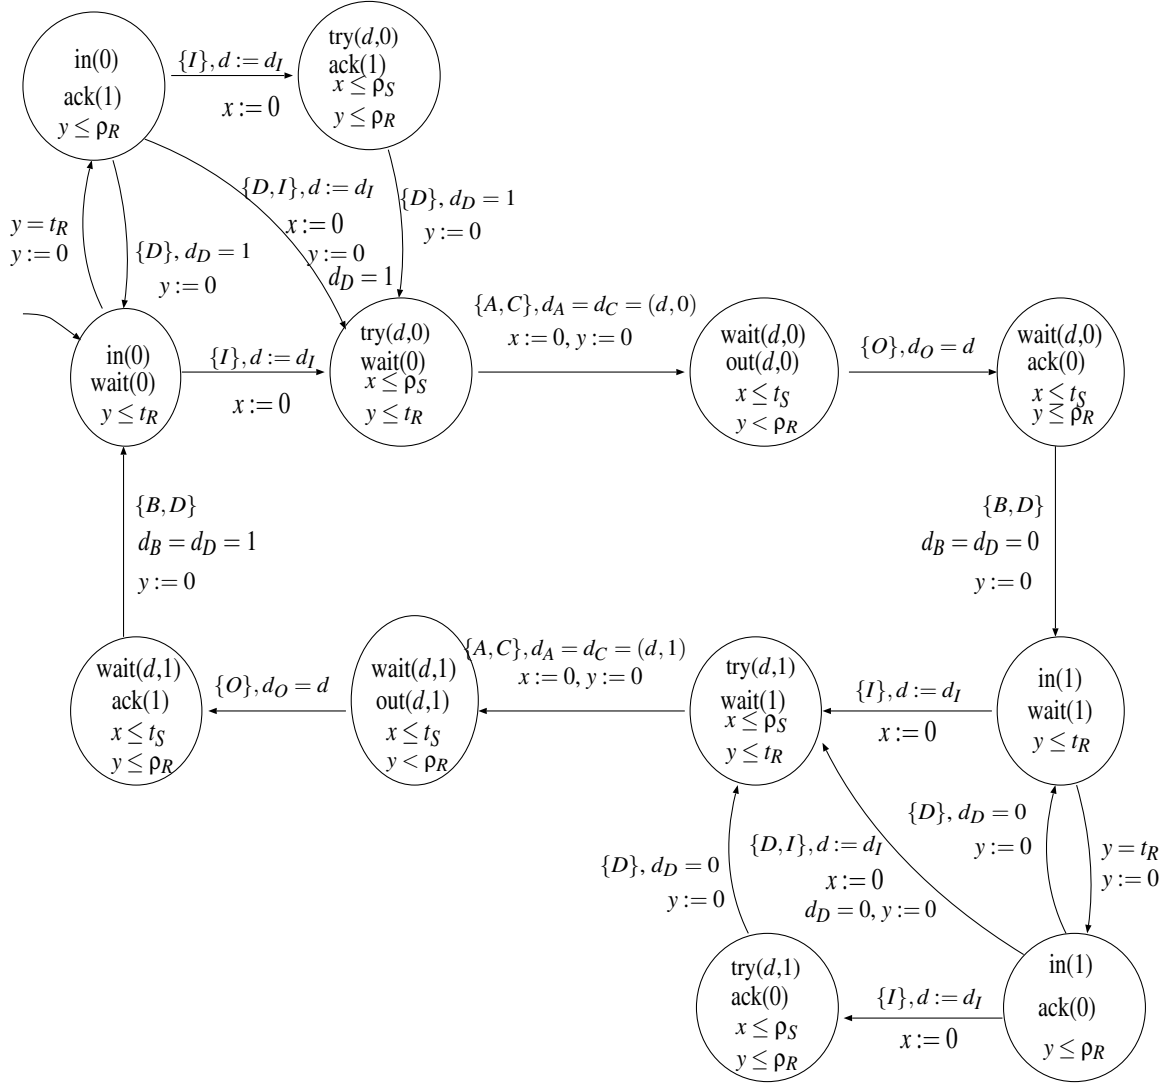 in(0)
ack(1)
y ≤ ρ_R
{I}, d := d_I
x := 0
try(d,0)
ack(1)
x ≤ ρ_S
y ≤ ρ_R
y = t_R
y := 0
{D}, d_D = 1
y := 0
{D,I}, d := d_I
x := 0
y := 0
d_D = 1
{D}, d_D = 1
y := 0
in(0)
wait(0)
y ≤ t_R
{I}, d := d_I
x := 0
try(d,0)
wait(0)
x ≤ ρ_S
y ≤ t_R
{A,C}, d_A = d_C = (d,0)
x := 0, y := 0
wait(d,0)
out(d,0)
x ≤ t_S
y < ρ_R
{O}, d_O = d
wait(d,0)
ack(0)
x ≤ t_S
y ≤ ρ_R
{B,D}
d_B = d_D = 1
y := 0
{B,D}
d_B = d_D = 0
y := 0
wait(d,1)
ack(1)
x ≤ t_S
y ≤ ρ_R
{O}, d_O = d
wait(d,1)
out(d,1)
x ≤ t_S
y < ρ_R
{A,C}, d_A = d_C = (d,1)
x := 0, y := 0
try(d,1)
wait(1)
x ≤ ρ_S
y ≤ t_R
{I}, d := d_I
x := 0
in(1)
wait(1)
y ≤ t_R
{D}, d_D = 0
y := 0
{D,I}, d := d_I
x := 0
d_D = 0, y := 0
{D}, d_D = 0
y := 0
y = t_R
y := 0
try(d,1)
ack(0)
x ≤ ρ_S
y ≤ ρ_R
{I}, d := d_I
x := 0
in(1)
ack(0)
y ≤ ρ_R